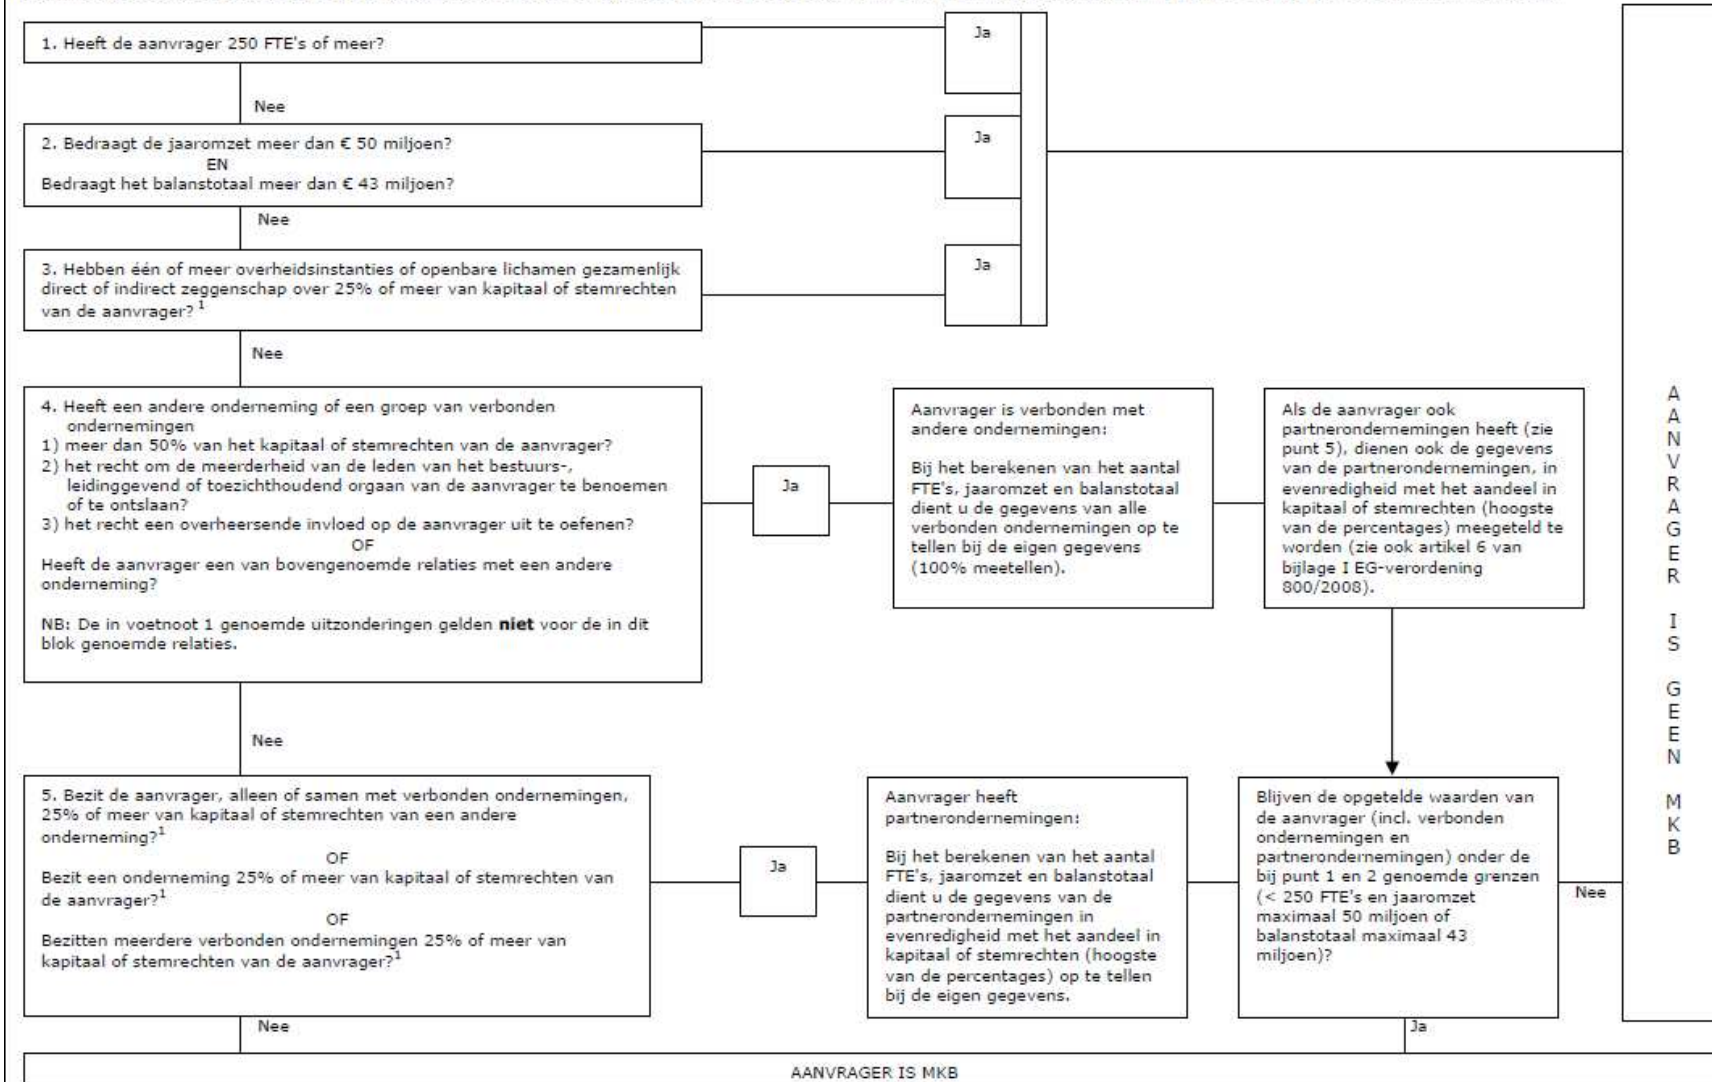 1. Heeft de aanvrager 250 FTE's of meer?
Ja
Nee
2. Bedraagt de jaaromzet meer dan € 50 miljoen?
EN
Bedraagt het balanstotaal meer dan € 43 miljoen?
Ja
Nee
3. Hebben één of meer overheidsinstanties of openbare lichamen gezamenlijk
direct of indirect zeggenschap over 25% of meer van kapitaal of stemrechten
van de aanvrager? 1
Ja
Nee
4. Heeft een andere onderneming of een groep van verbonden
ondernemingen
1) meer dan 50% van het kapitaal of stemrechten van de aanvrager?
2) het recht om de meerderheid van de leden van het bestuurs-,
leidinggevend of toezichthoudend orgaan van de aanvrager te benoemen
of te ontslaan?
3) het recht een overheersende invloed op de aanvrager uit te oefenen?
OF
Heeft de aanvrager een van bovengenoemde relaties met een andere
onderneming?
NB: De in voetnoot 1 genoemde uitzonderingen gelden niet voor de in dit
blok genoemde relaties.
Ja
Aanvrager is verbonden met
andere ondernemingen:
Bij het berekenen van het aantal
FTE's, jaaromzet en balanstotaal
dient u de gegevens van alle
verbonden ondernemingen op te
tellen bij de eigen gegevens
(100% meetellen).
Als de aanvrager ook
partnerondernemingen heeft (zie
punt 5), dienen ook de gegevens
van de partnerondernemingen, in
evenredigheid met het aandeel in
kapitaal of stemrechten (hoogste
van de percentages) meegeteld te
worden (zie ook artikel 6 van
bijlage I EG-verordening
800/2008).
Nee
5. Bezit de aanvrager, alleen of samen met verbonden ondernemingen,
25% of meer van kapitaal of stemrechten van een andere
onderneming?1
OF
Bezit een onderneming 25% of meer van kapitaal of stemrechten van
de aanvrager?1
OF
Bezitten meerdere verbonden ondernemingen 25% of meer van
kapitaal of stemrechten van de aanvrager?1
Ja
Aanvrager heeft
partnerondernemingen:
Bij het berekenen van het aantal
FTE's, jaaromzet en balanstotaal
dient u de gegevens van de
partnerondernemingen in
evenredigheid met het aandeel in
kapitaal of stemrechten (hoogste
van de percentages) op te tellen
bij de eigen gegevens.
Blijven de opgetelde waarden van
de aanvrager (incl. verbonden
ondernemingen en
partnerondernemingen) onder de
bij punt 1 en 2 genoemde grenzen
(< 250 FTE's en jaaromzet
maximaal 50 miljoen of
balanstotaal maximaal 43
miljoen)?
Nee
Nee
Ja
AANVRAGER IS GEEN MKB
AANVRAGER IS MKB